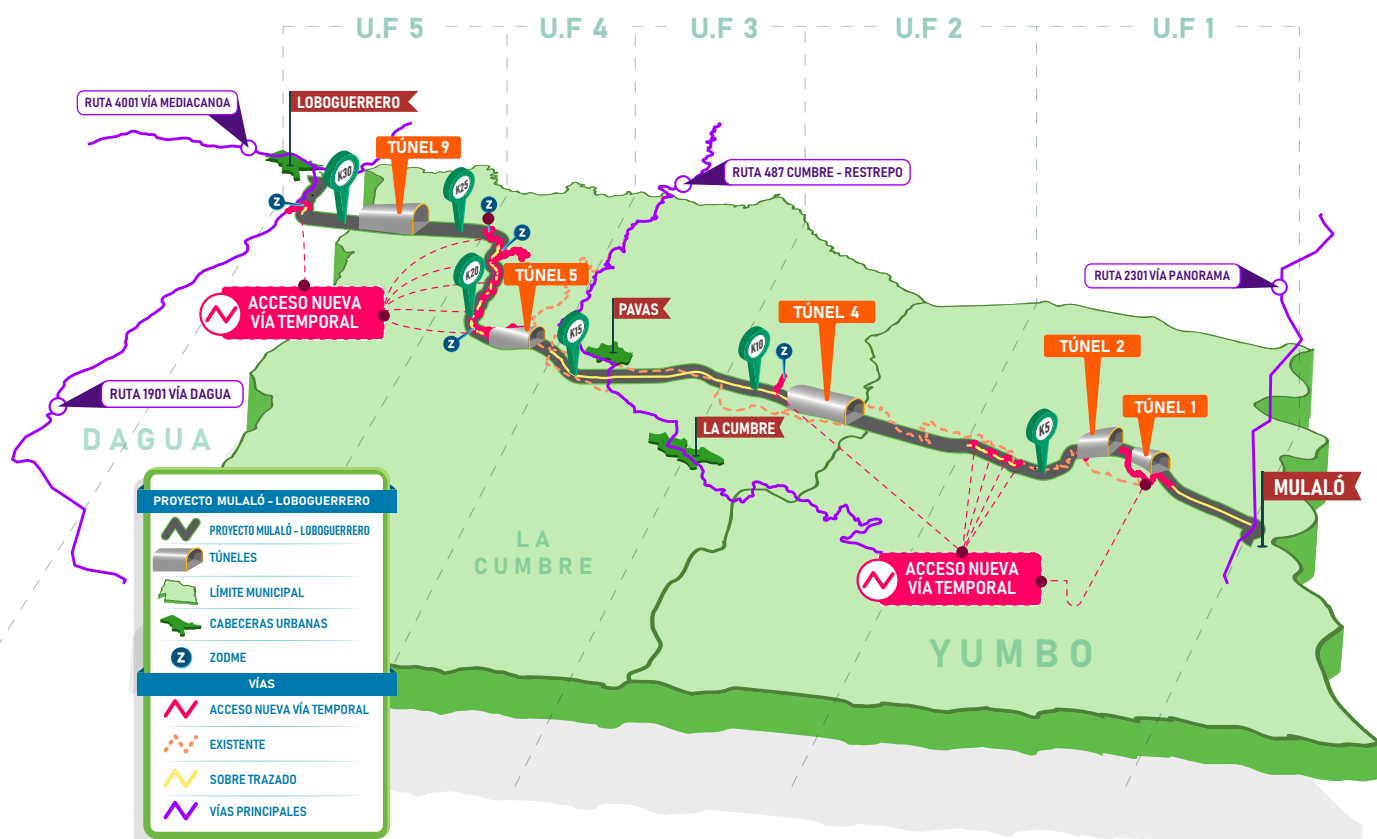 U.F 5
U.F 4
U.F 3
U.F 2
U.F 1
RUTA 4001 VÍA MEDIACANOA
LOBOGUERRERO
TÚNEL 9
K30
K25
RUTA 487 CUMBRE - RESTREPO
Z
Z
Z
K20
TÚNEL 5
RUTA 2301 VÍA PANORAMA
ACCESO NUEVA
VÍA TEMPORAL
PAVAS
TÚNEL 4
K15
Z
K10
Z
TÚNEL 2
RUTA 1901 VÍA DAGUA
TÚNEL 1
LA CUMBRE
K5
DAGUA
MULALÓ
PROYECTO MULALÓ - LOBOGUERRERO
PROYECTO MULALÓ - LOBOGUERRERO
TÚNELES
LÍMITE MUNICIPAL
CABECERAS URBANAS
Z
ZODME
VÍAS
ACCESO NUEVA VÍA TEMPORAL
EXISTENTE
SOBRE TRAZADO
VÍAS PRINCIPALES
LA
CUMBRE
ACCESO NUEVA
VÍA TEMPORAL
YUMBO